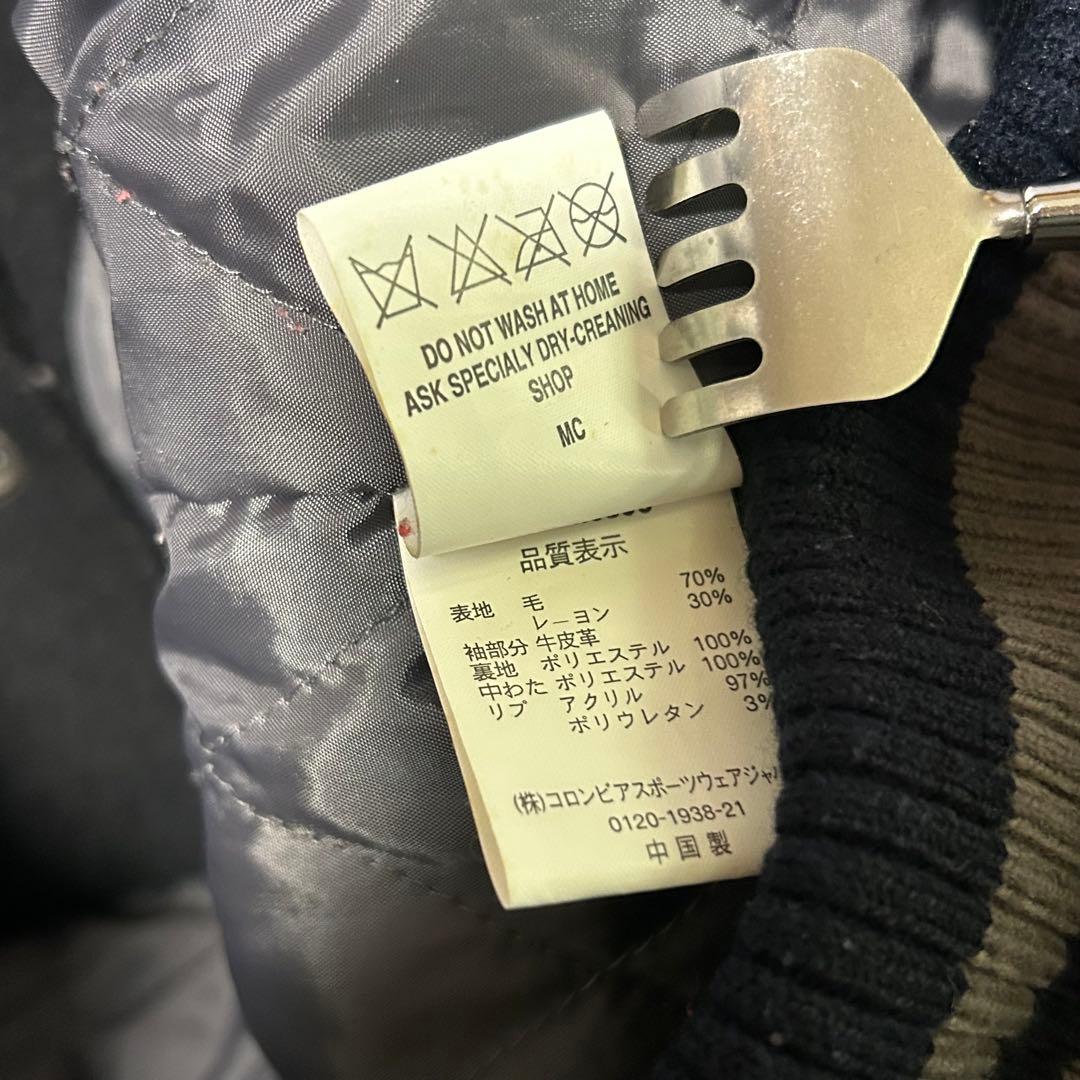 DO NOT WASH AT HOME
ASK SPECIALY DRY-CREANING
SHOP
MC
品質表示
表地 毛 70%
レーヨン 30%
袖部分 牛皮革
裏地 ポリエステル 100%
中わた ポリエステル 100%
リブ アクリル 97%
ポリウレタン 3%
(株)コロンビアスポーツウェアジャパ
0120-1938-21
中国製